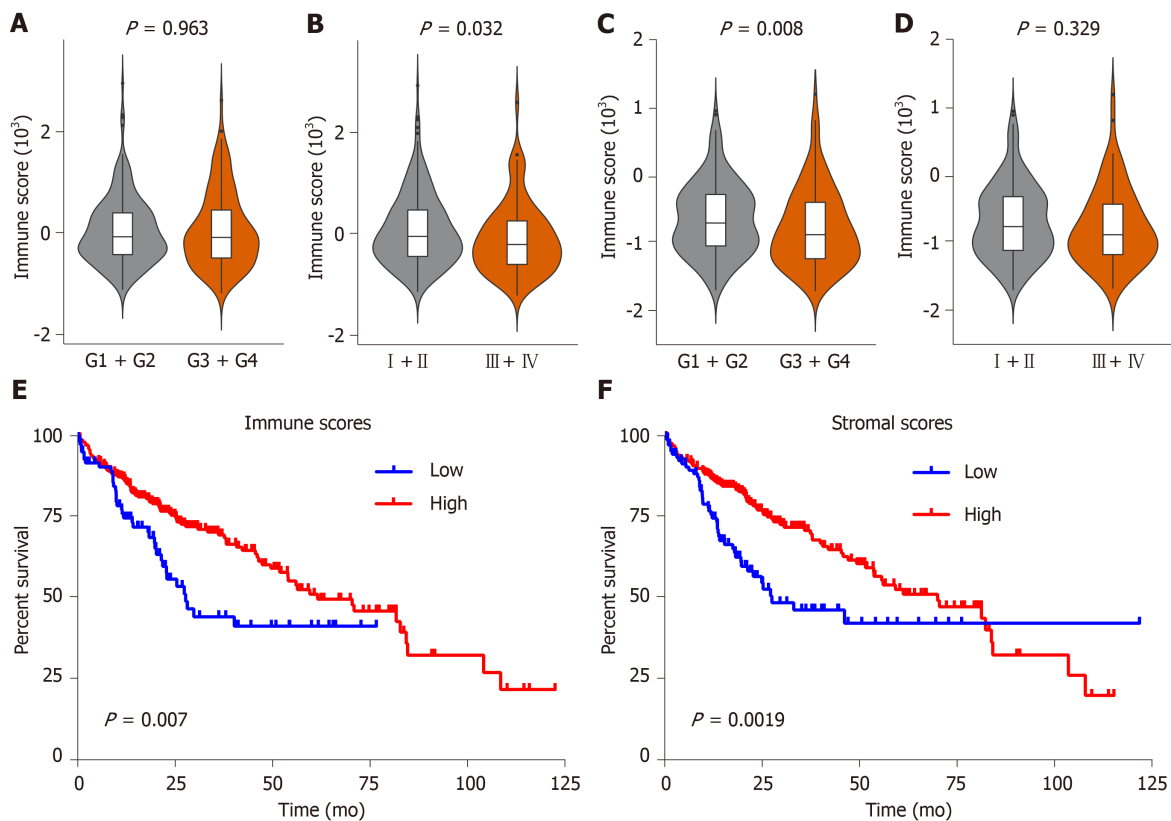 A
P = 0.963
Immune score (10³)
2
0
-2
G1 + G2
G3 + G4
B
P = 0.032
Immune score (10³)
2
0
-2
I + II
III + IV
C
P = 0.008
Immune score (10³)
2
1
0
-1
-2
G1 + G2
G3 + G4
D
P = 0.329
Immune score (10³)
2
1
0
-1
-2
I + II
III + IV
E
Immune scores
Percent survival
100
75
50
25
0
Low
High
P = 0.007
0 25 50 75 100 125
Time (mo)
F
Stromal scores
Percent survival
100
75
50
25
0
Low
High
P = 0.0019
0 25 50 75 100 125
Time (mo)